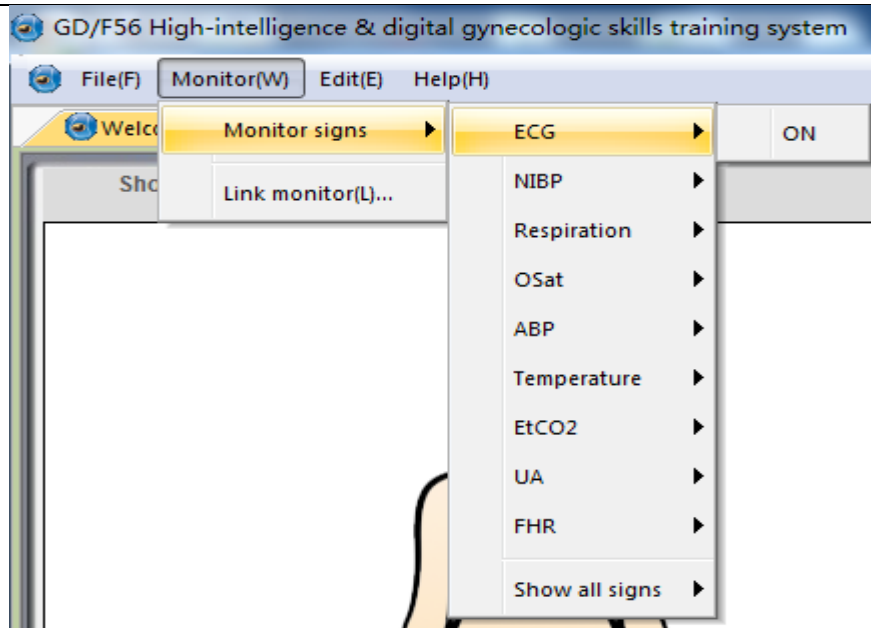 GD/F56 High-intelligence & digital gynecologic skills training system
File(F) Monitor(W) Edit(E) Help(H)
Monitor signs
Link monitor(L)...
ECG
NIBP
Respiration
OSat
ABP
Temperature
EtCO2
UA
FHR
Show all signs
ON